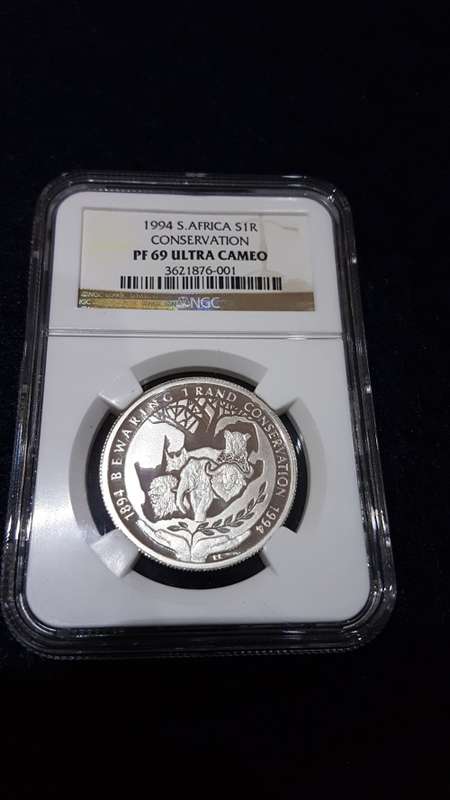 1994 S.AFRICA S1R
CONSERVATION
PF 69 ULTRA CAMEO
3621876-001
NGC
1894 BEWARING 1 RAND CONSERVATION 1994